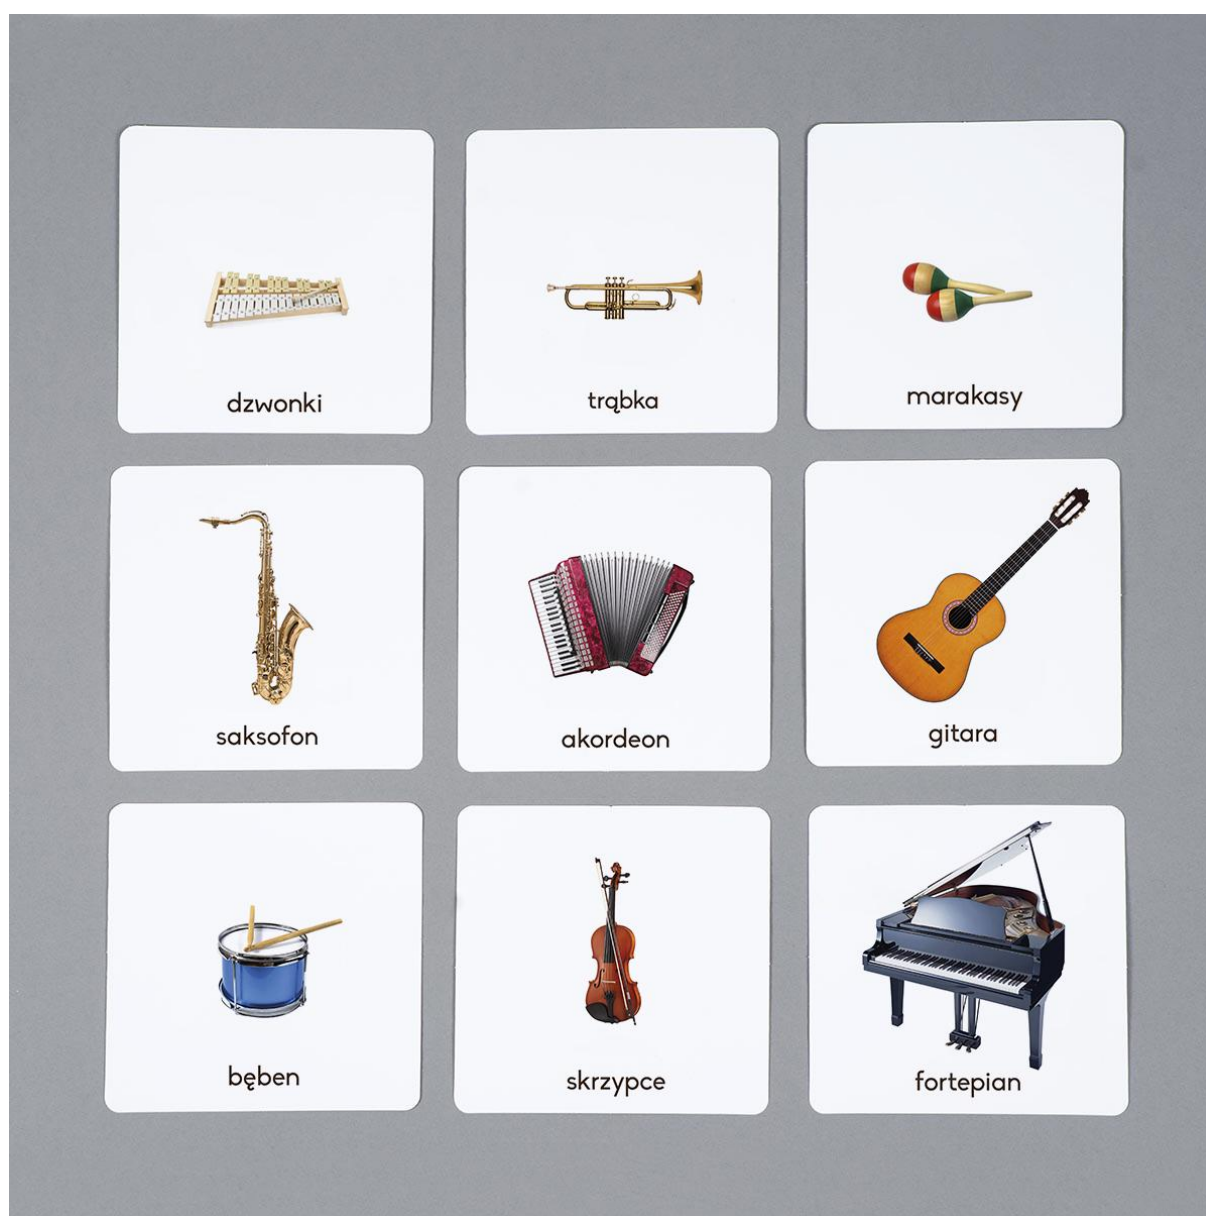 dzwonki
trąbka
marakasy
saksofon
akordeon
gitara
bęben
skrzypce
fortepian